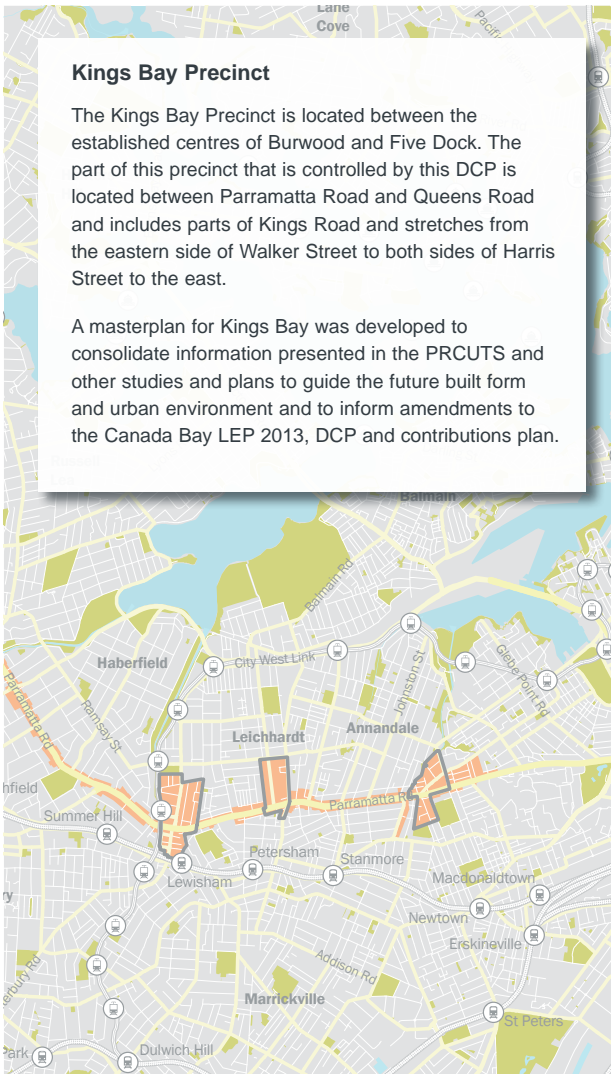 Lane
Cove
Pacific
Kings Bay Precinct
The Kings Bay Precinct is located between the
established centres of Burwood and Five Dock. The
part of this precinct that is controlled by this DCP is
located between Parramatta Road and Queens Road
and includes parts of Kings Road and stretches from
the eastern side of Walker Street to both sides of Harris
Street to the east.
A masterplan for Kings Bay was developed to
consolidate information presented in the PRCUTS and
other studies and plans to guide the future built form
and urban environment and to inform amendments to
the Canada Bay LEP 2013, DCP and contributions plan.
Balmain
Balmain Rd
Haberfield
City West Link
Johnston St
Glebe Point Rd
Parramatta Rd
Ramsay St
Leichhardt
Annandale
hfield
Summer Hill
Parramatta Rd
Petersham
Stanmore
Lewisham
Macdonaldtown
ry
Newtown
Erskineville
Addison Rd
terbury Rd
Marrickville
St Peters
Park
Dulwich Hill